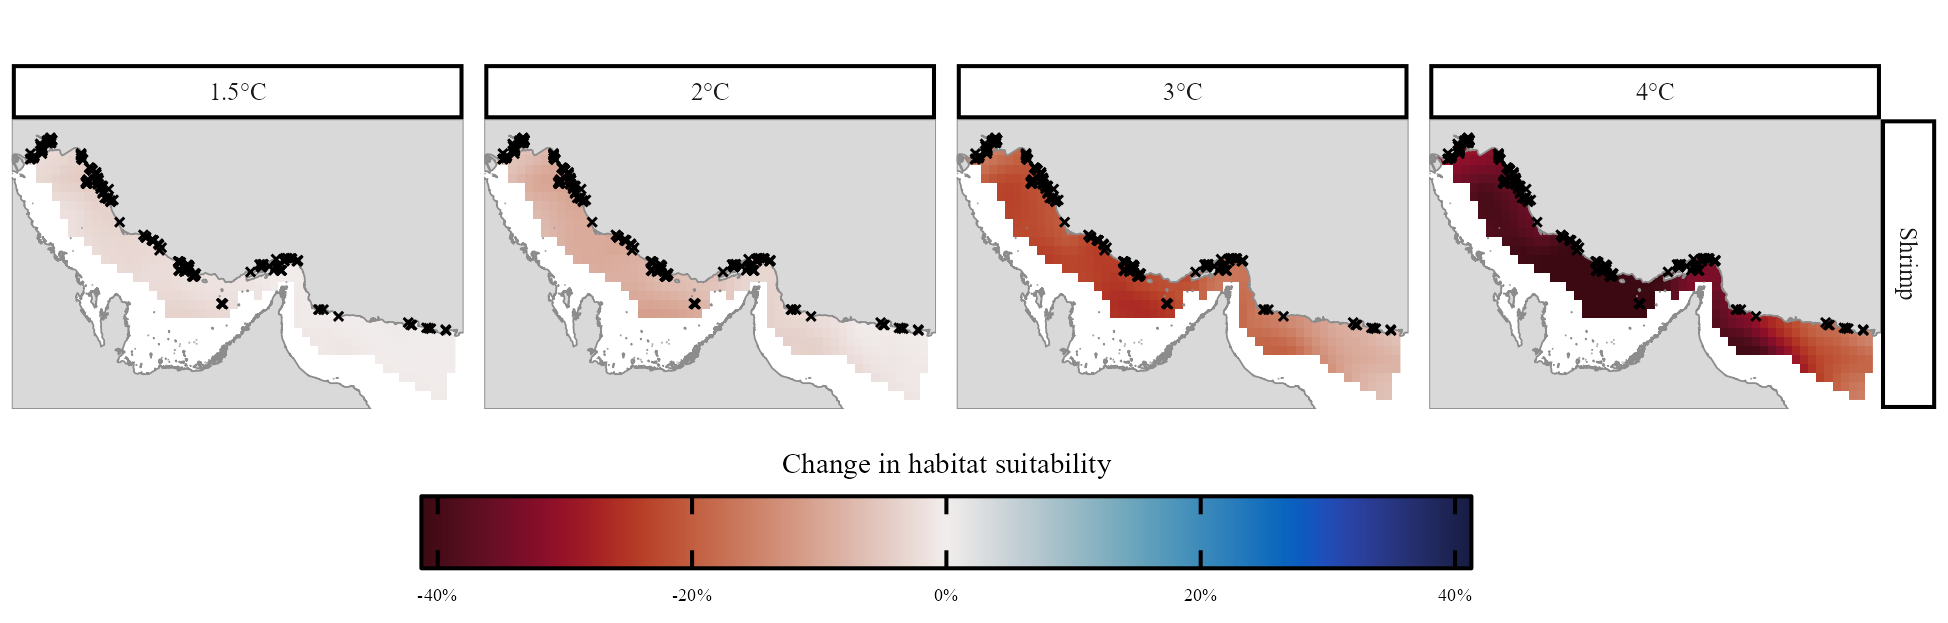 1.5°C
2°C
3°C
4°C
Shrimp
Change in habitat suitability
-40%
-20%
0%
20%
40%